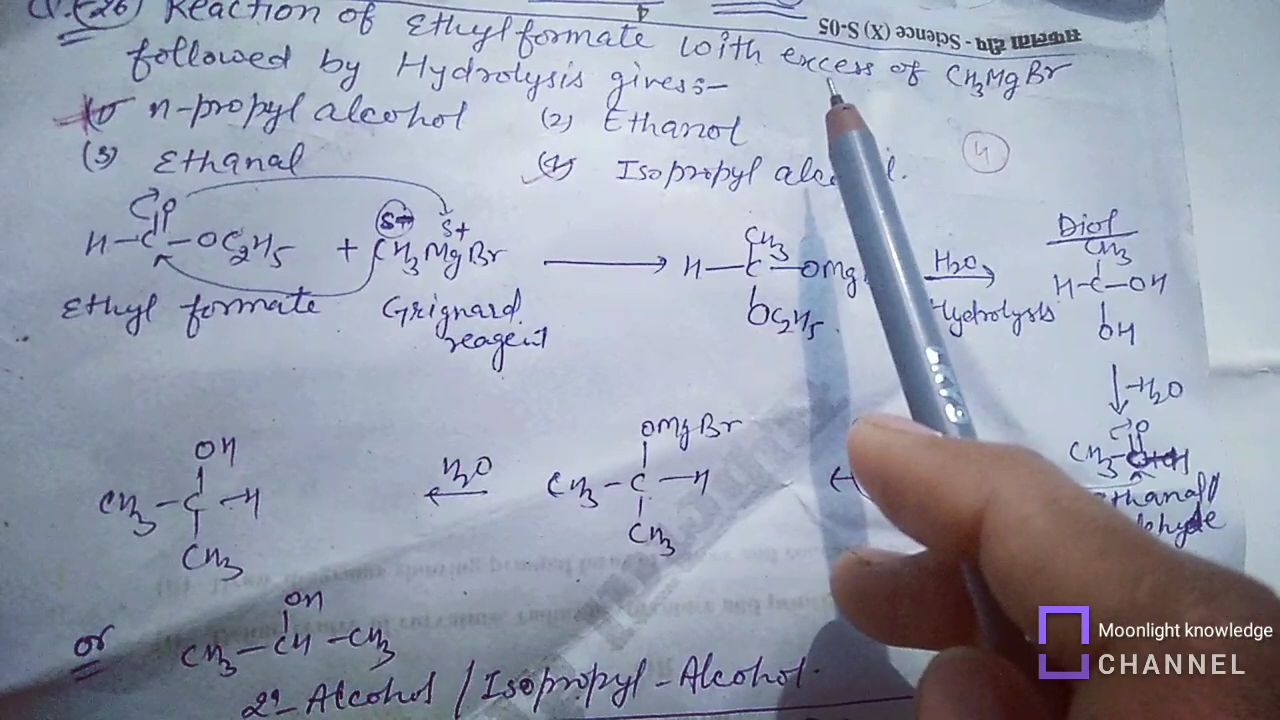 Q.(26) Reaction of Ethylformate with excess of CH3MgBr
followed by Hydrolysis gives:-
(1) n-propyl alcohol (2) Ethanol
(3) Ethanal (4) Isopropyl
4
Science (X) S-05
O
H-C-OC2H5 + CH3MgBr
δ+ δ+
Ethyl formate Grignard
reagent
CH3
H-C-OMg
OC2H5
H2O
Hydrolysis
Diol
CH3
H-C-OH
OH
-H2O
O
CH3-
ethanal/
OMgBr
CH3-C-H
CH3
H2O
OH
CH3-C-H
CH3
or
OH
CH3-CH-CH3
2°-Alcohol / Isopropyl-Alcohol.
Moonlight knowledge
CHANNEL